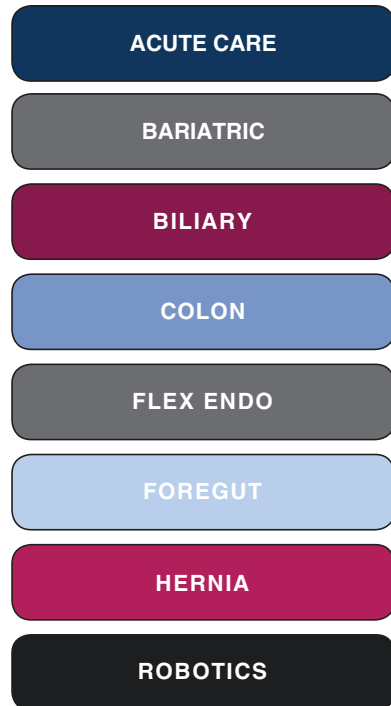 ACUTE CARE
BARIATRIC
BILIARY
COLON
FLEX ENDO
FOREGUT
HERNIA
ROBOTICS